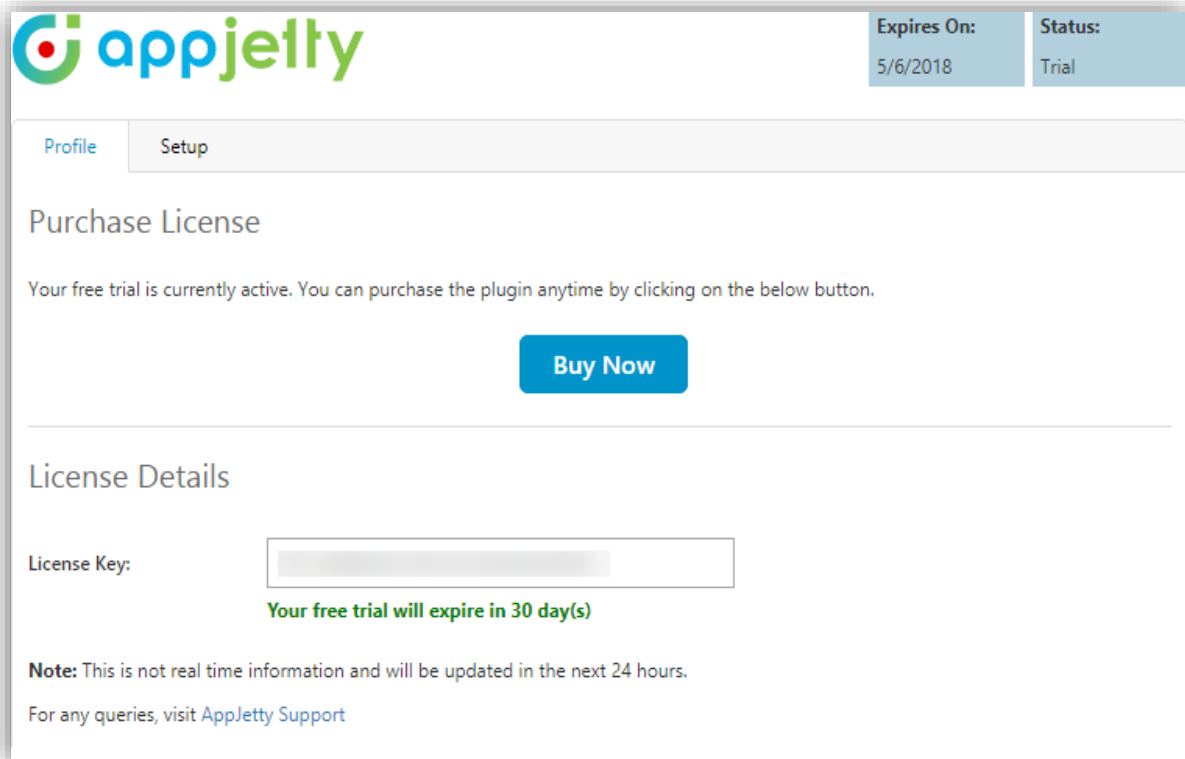 appjetty
Expires On:
5/6/2018
Status:
Trial
Profile
Setup
Purchase License
Your free trial is currently active. You can purchase the plugin anytime by clicking on the below button.
Buy Now
License Details
License Key:
Your free trial will expire in 30 day(s)
Note: This is not real time information and will be updated in the next 24 hours.
For any queries, visit AppJetty Support